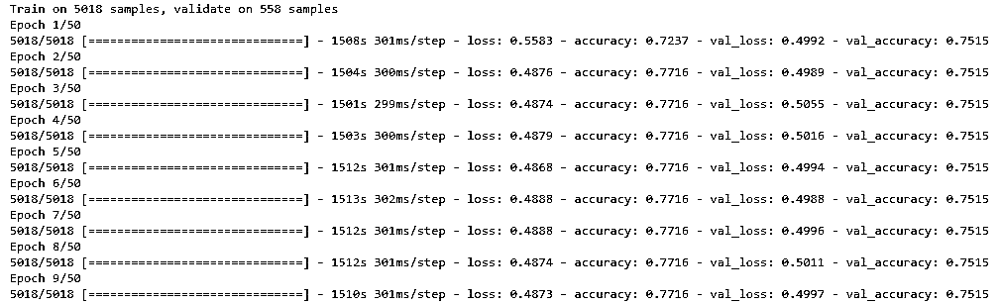 Train on 5018 samples, validate on 558 samples
Epoch 1/50
5018/5018 [==============================] - 1508s 301ms/step - loss: 0.5583 - accuracy: 0.7237 - val_loss: 0.4992 - val_accuracy: 0.7515
Epoch 2/50
5018/5018 [==============================] - 1504s 300ms/step - loss: 0.4876 - accuracy: 0.7716 - val_loss: 0.4989 - val_accuracy: 0.7515
Epoch 3/50
5018/5018 [==============================] - 1501s 299ms/step - loss: 0.4874 - accuracy: 0.7716 - val_loss: 0.5055 - val_accuracy: 0.7515
Epoch 4/50
5018/5018 [==============================] - 1503s 300ms/step - loss: 0.4879 - accuracy: 0.7716 - val_loss: 0.5016 - val_accuracy: 0.7515
Epoch 5/50
5018/5018 [==============================] - 1512s 301ms/step - loss: 0.4868 - accuracy: 0.7716 - val_loss: 0.4994 - val_accuracy: 0.7515
Epoch 6/50
5018/5018 [==============================] - 1513s 302ms/step - loss: 0.4888 - accuracy: 0.7716 - val_loss: 0.4988 - val_accuracy: 0.7515
Epoch 7/50
5018/5018 [==============================] - 1512s 301ms/step - loss: 0.4888 - accuracy: 0.7716 - val_loss: 0.4996 - val_accuracy: 0.7515
Epoch 8/50
5018/5018 [==============================] - 1512s 301ms/step - loss: 0.4874 - accuracy: 0.7716 - val_loss: 0.5011 - val_accuracy: 0.7515
Epoch 9/50
5018/5018 [==============================] - 1510s 301ms/step - loss: 0.4873 - accuracy: 0.7716 - val_loss: 0.4997 - val_accuracy: 0.7515